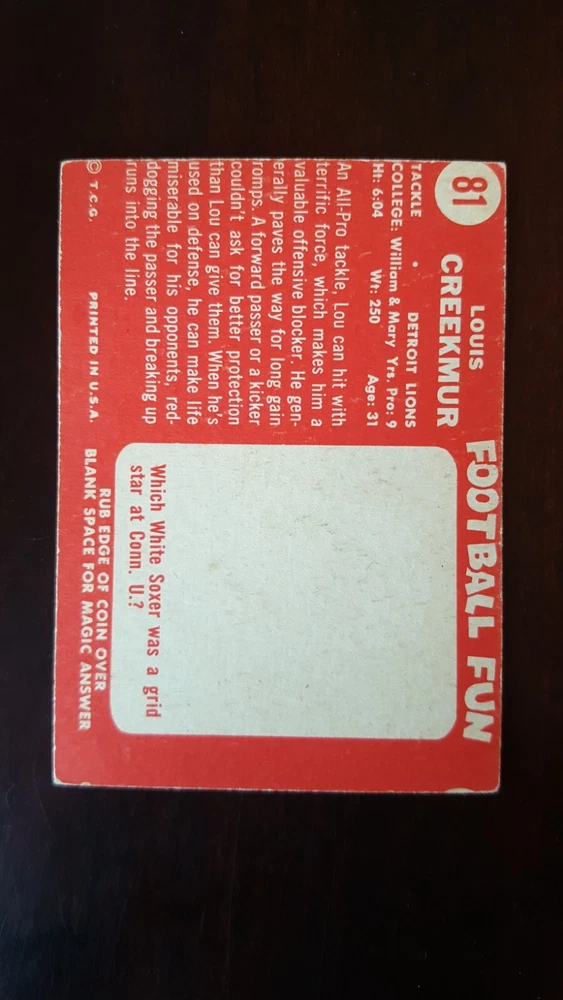 81
LOUIS
CREEKMUR
TACKLE • DETROIT LIONS
COLLEGE: William & Mary Yrs. Pro: 9
Ht: 6:04 Wt: 250 Age: 31
An All-Pro tackle, Lou can hit with
terrific force, which makes him a
valuable offensive blocker. He gen-
erally paves the way for long gain
romps. A forward passer or a kicker
couldn't ask for better protection
than Lou can give them. When he's
used on defense, he can make life
miserable for his opponents, red-
dogging the passer and breaking up
runs into the line.
© T.C.G. PRINTED IN U.S.A.
FOOTBALL FUN
Which White Soxer was a grid
star at Conn. U.?
RUB EDGE OF COIN OVER
BLANK SPACE FOR MAGIC ANSWER